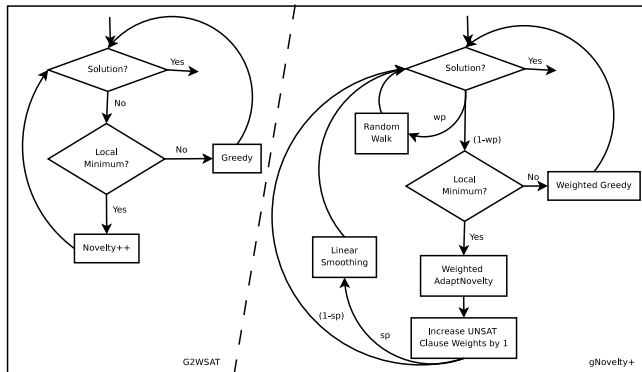 Solution?
Yes
No
Local
Minimum?
No
Greedy
Yes
Novelty++
G2WSAT
Solution?
Yes
wp
Random
Walk
(1-wp)
Local
Minimum?
No
Weighted Greedy
Yes
Linear
Smoothing
Weighted
AdaptNovelty
(1-sp)
sp
Increase UNSAT
Clause Weights by 1
gNovelty+